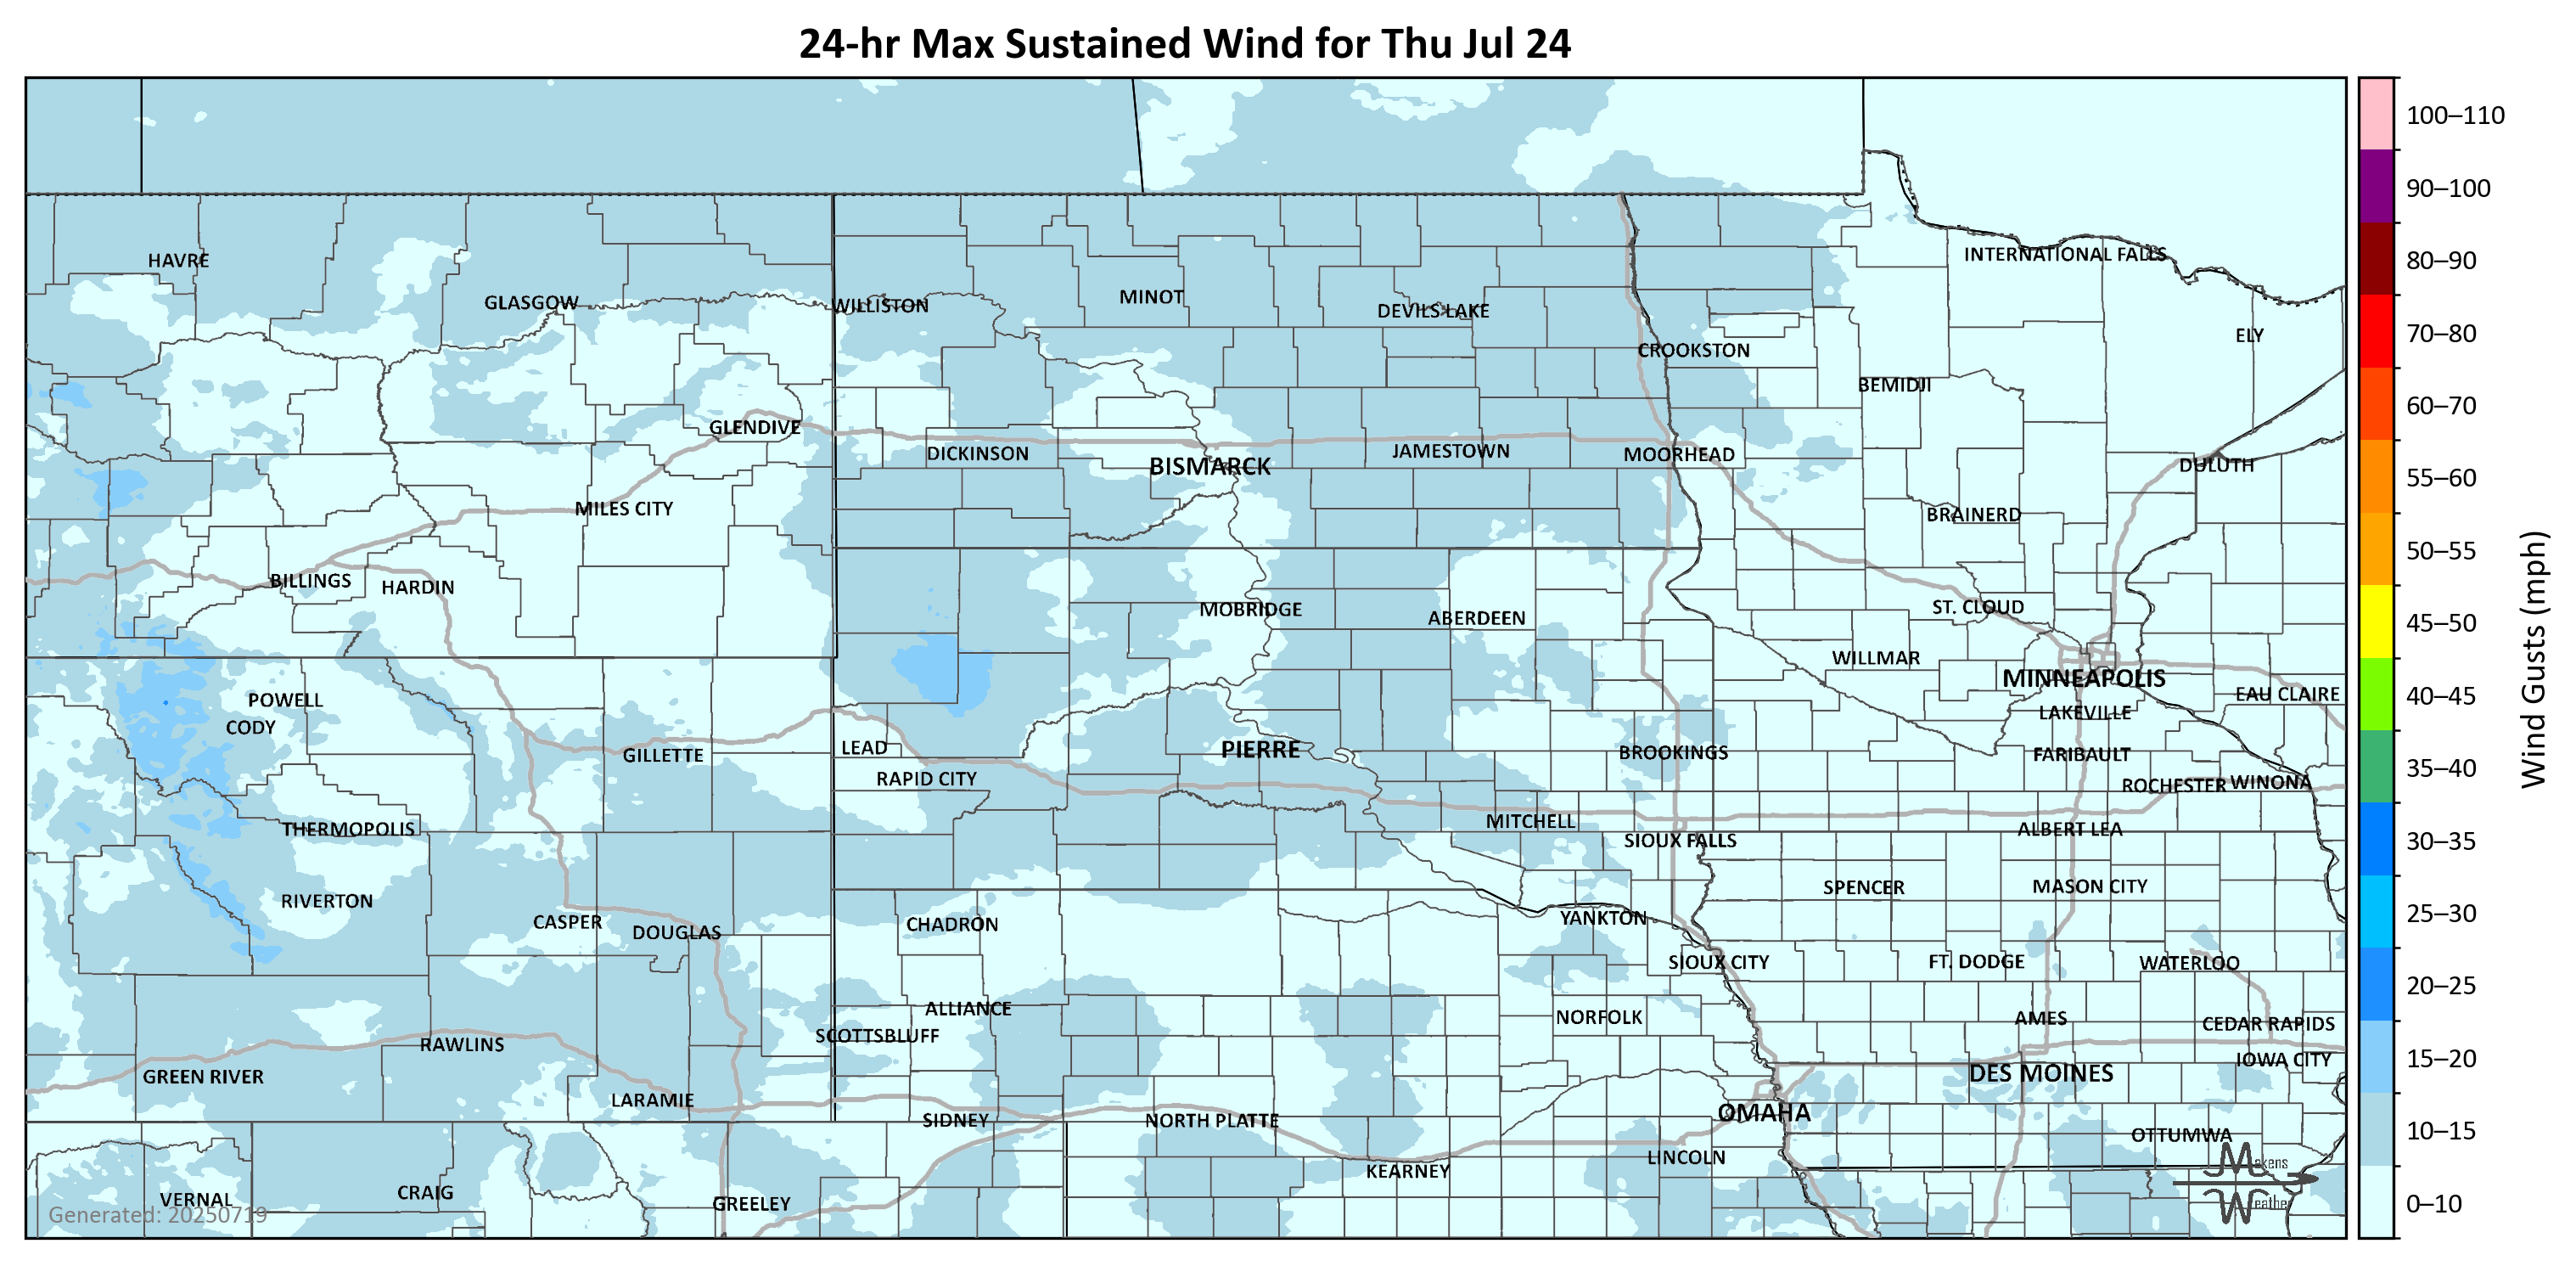 24-hr Max Sustained Wind for Thu Jul 24
100–110
90–100
80–90
70–80
60–70
55–60
50–55
45–50
40–45
35–40
30–35
25–30
20–25
15–20
10–15
0–10
Wind Gusts (mph)
HAVRE
GLASGOW
WILLISTON
MINOT
DEVILS LAKE
INTERNATIONAL FALLS
ELY
CROOKSTON
BEMIDJI
GLENDIVE
DICKINSON
BISMARCK
JAMESTOWN
MOORHEAD
DULUTH
MILES CITY
BRAINERD
BILLINGS
HARDIN
MOBRIDGE
ABERDEEN
ST. CLOUD
WILLMAR
MINNEAPOLIS
EAU CLAIRE
POWELL
CODY
LAKEVILLE
GILLETTE
LEAD
PIERRE
BROOKINGS
FARIBAULT
RAPID CITY
ROCHESTER
WINONA
THERMOPOLIS
MITCHELL
SIOUX FALLS
ALBERT LEA
RIVERTON
SPENCER
MASON CITY
CASPER
DOUGLAS
CHADRON
YANKTON
SIOUX CITY
FT. DODGE
WATERLOO
ALLIANCE
SCOTTSBLUFF
NORFOLK
AMES
CEDAR RAPIDS
RAWLINS
IOWA CITY
GREEN RIVER
DES MOINES
LARAMIE
SIDNEY
NORTH PLATTE
OMAHA
OTTUMWA
KEARNEY
LINCOLN
VERNAL
CRAIG
GREELEY
Makens
Weather
Generated: 20250719